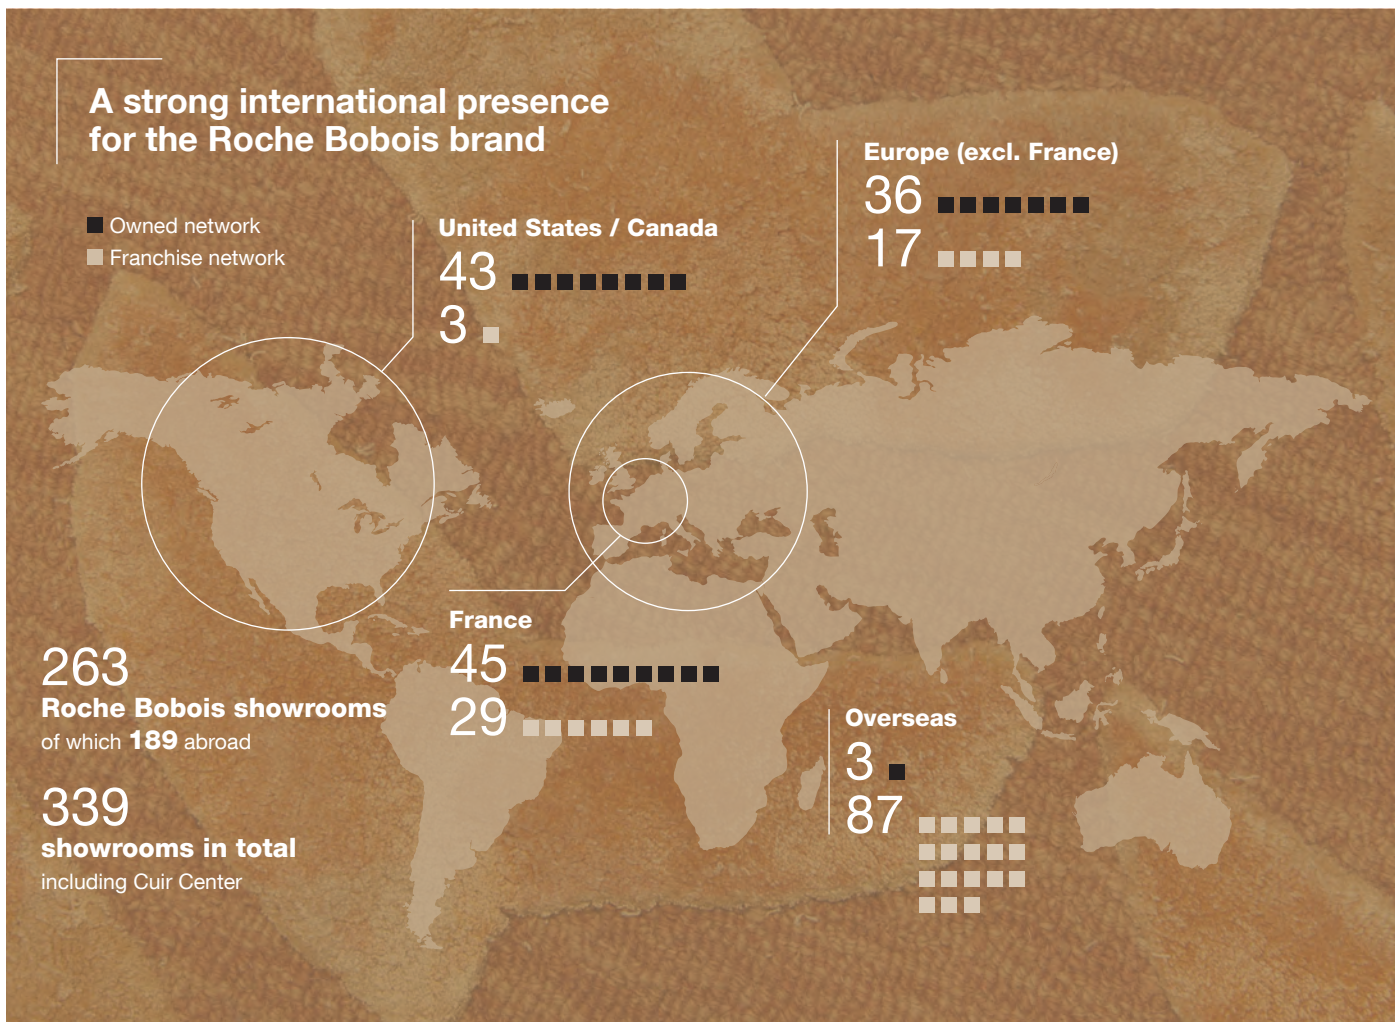 A strong international presence
for the Roche Bobois brand
Owned network
Franchise network
United States / Canada
43
3
Europe (excl. France)
36
17
France
45
29
Overseas
3
87
263
Roche Bobois showrooms
of which 189 abroad
339
showrooms in total
including Cuir Center